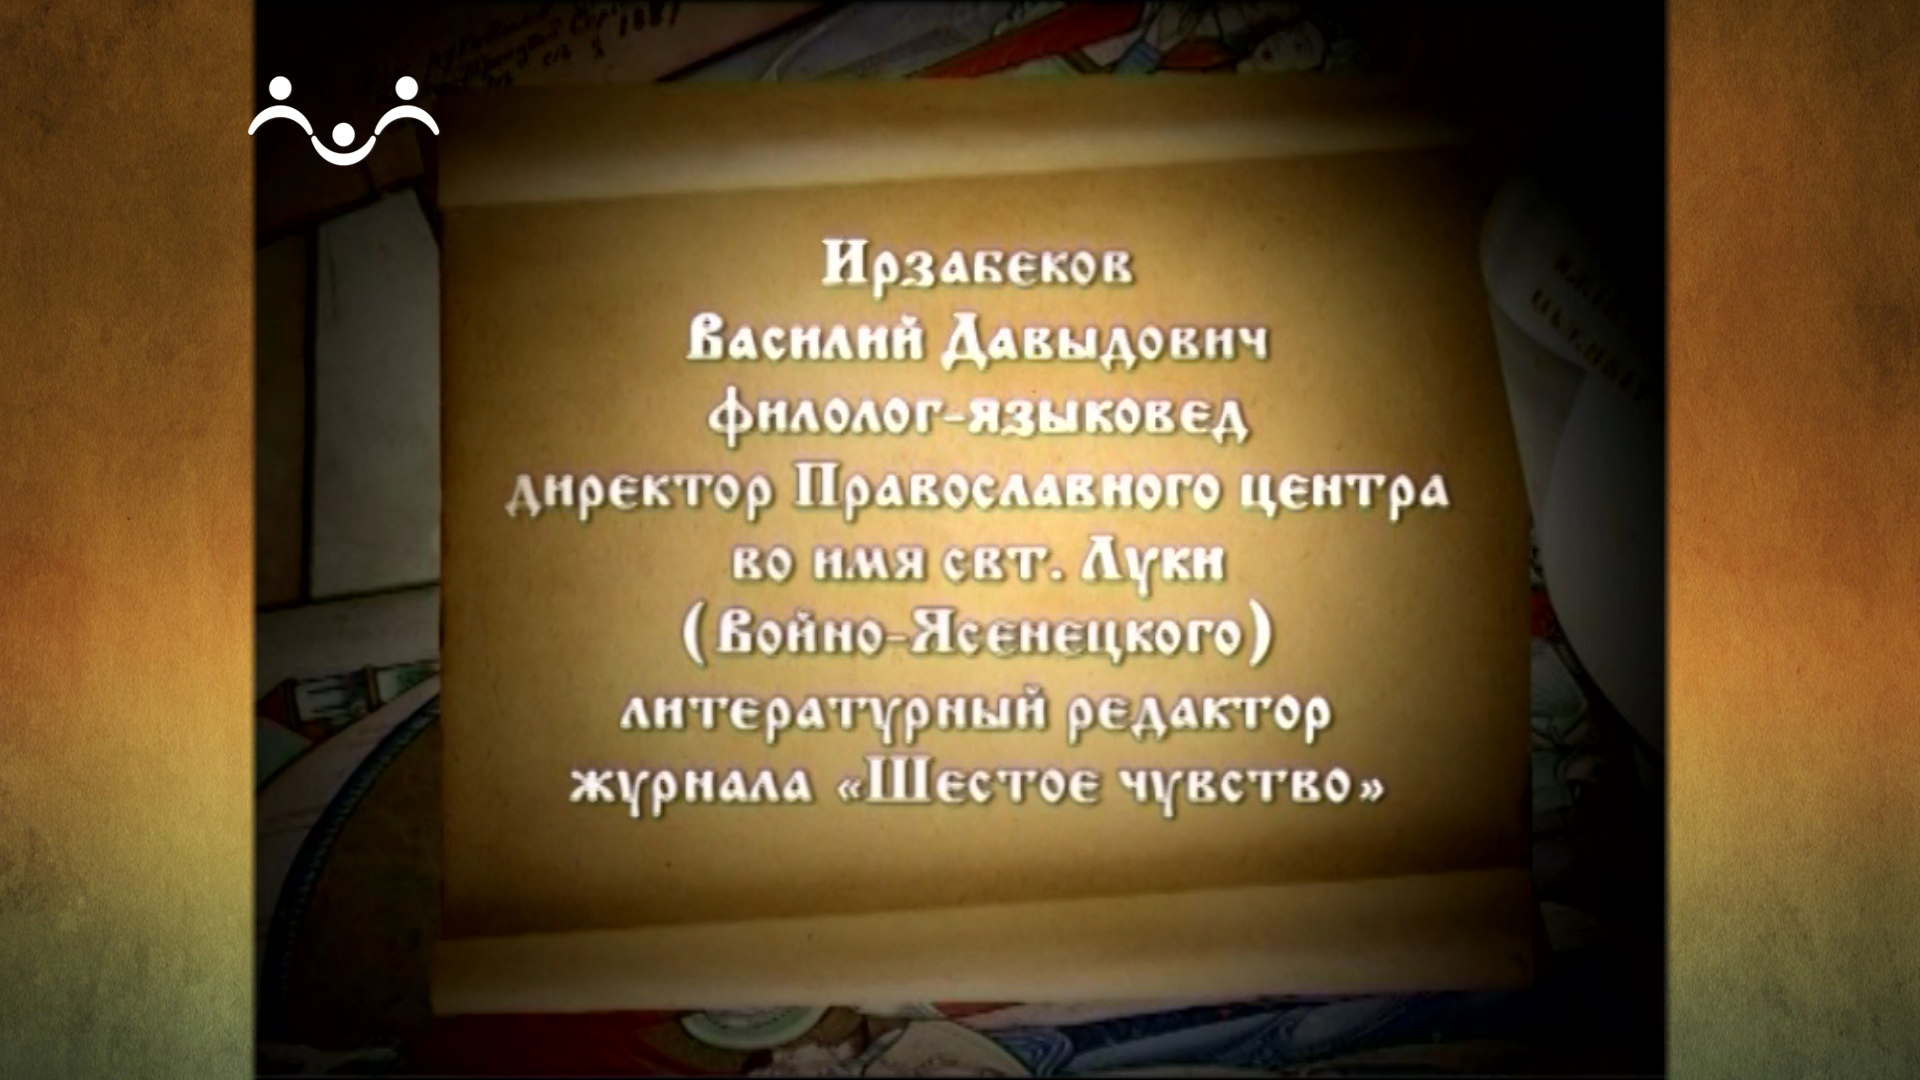 1887
Ирзабеков
Василий Давыдович
филолог-языковед
директор Православного центра
во имя свт. Луки
(Войно-Ясенецкого)
литературный редактор
журнала «Шестое чувство»